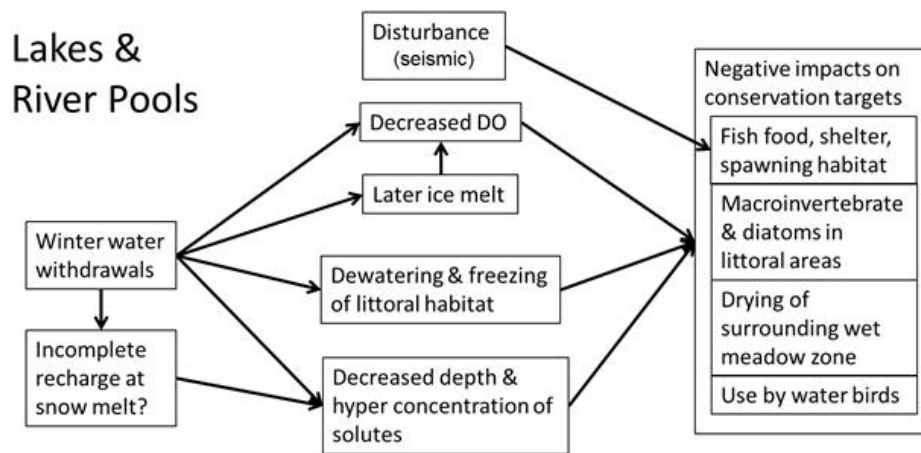 Lakes &
River Pools
Disturbance
(seismic)
Decreased DO
Later ice melt
Winter water
withdrawals
Dewatering & freezing
of littoral habitat
Incomplete
recharge at
snow melt?
Decreased depth &
hyper concentration of
solutes
Negative impacts on
conservation targets
Fish food, shelter,
spawning habitat
Macroinvertebrate
& diatoms in
littoral areas
Drying of
surrounding wet
meadow zone
Use by water birds